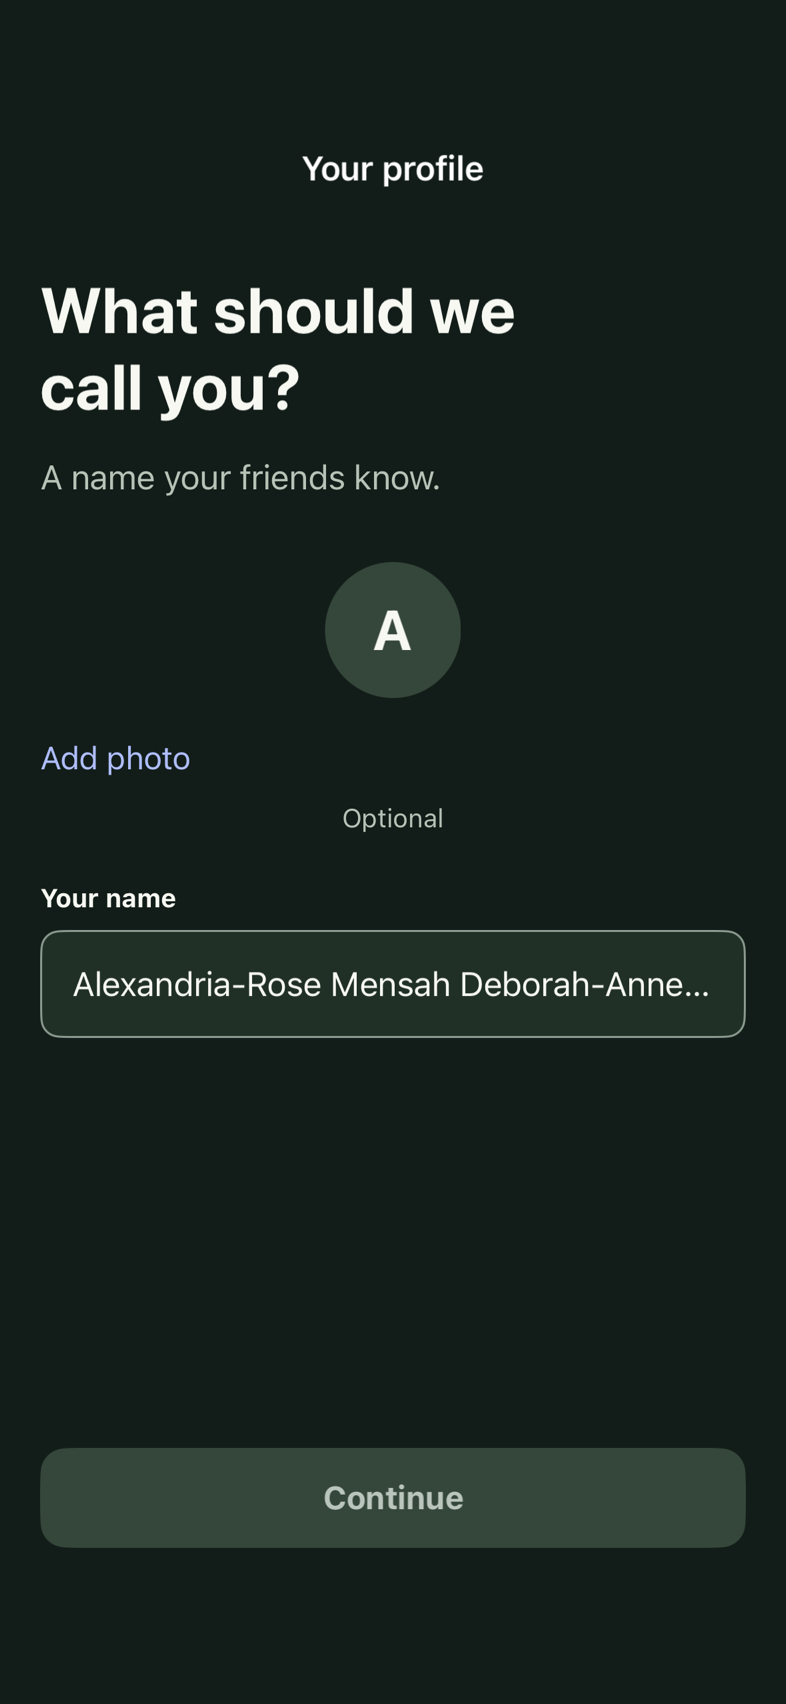 Your profile
What should we
call you?
A name your friends know.
A
Add photo
Optional
Your name
Alexandria-Rose Mensah Deborah-Anne...
Continue